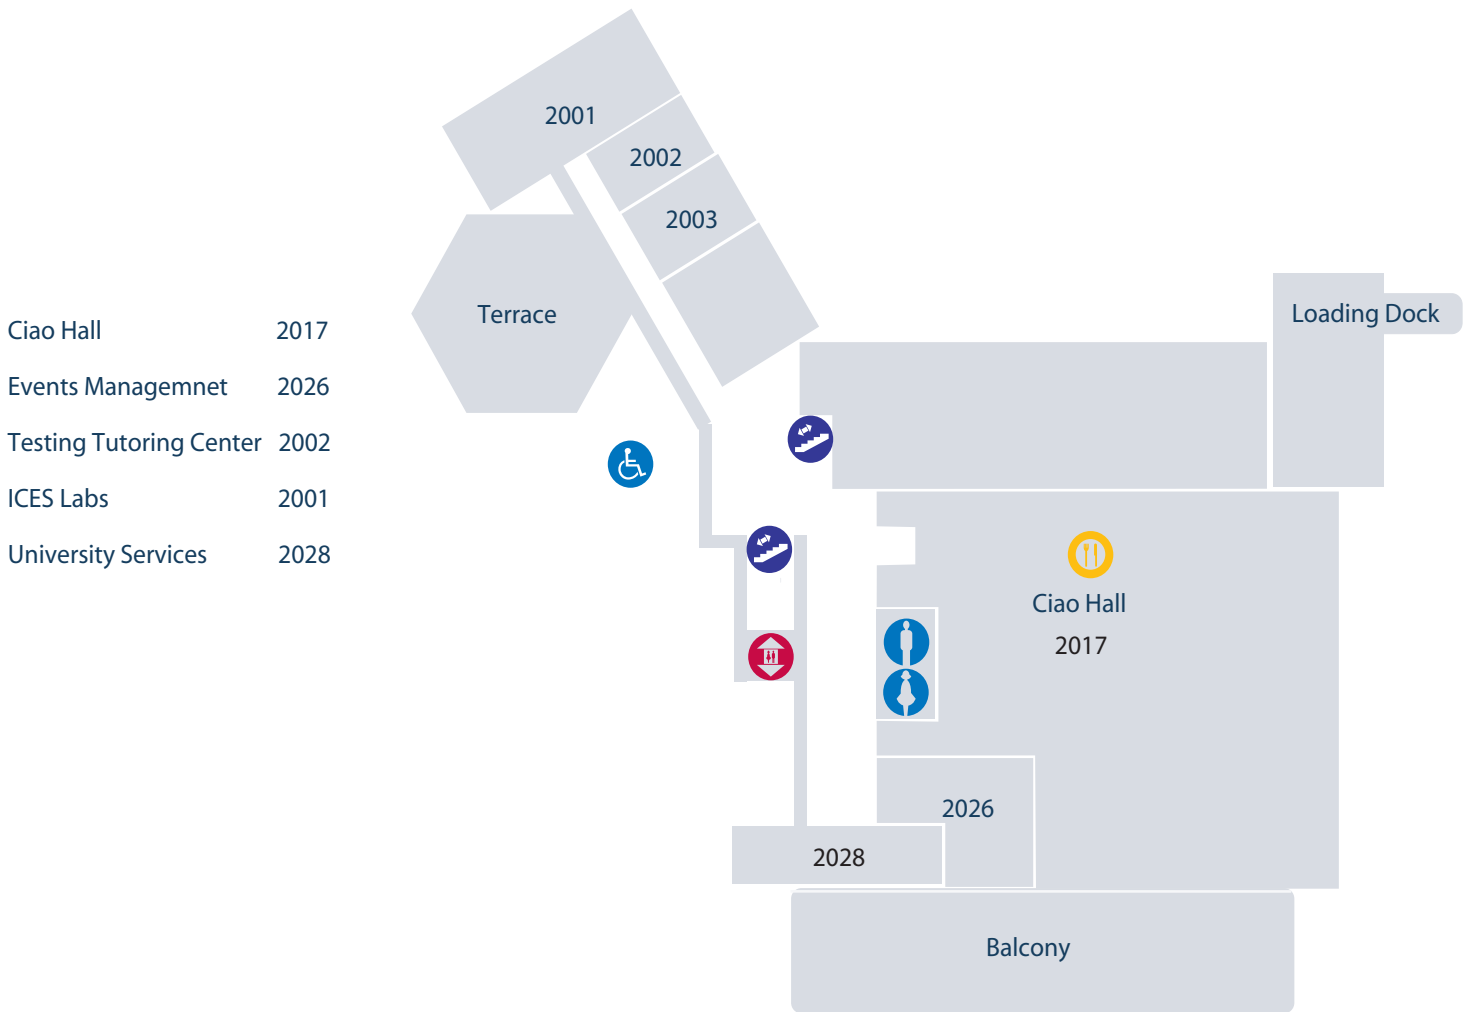 2001
2002
2003
Terrace
Loading Dock
Ciao Hall 2017
Events Managemnet 2026
Testing Tutoring Center 2002
ICES Labs 2001
University Services 2028
Ciao Hall
2017
2026
2028
Balcony